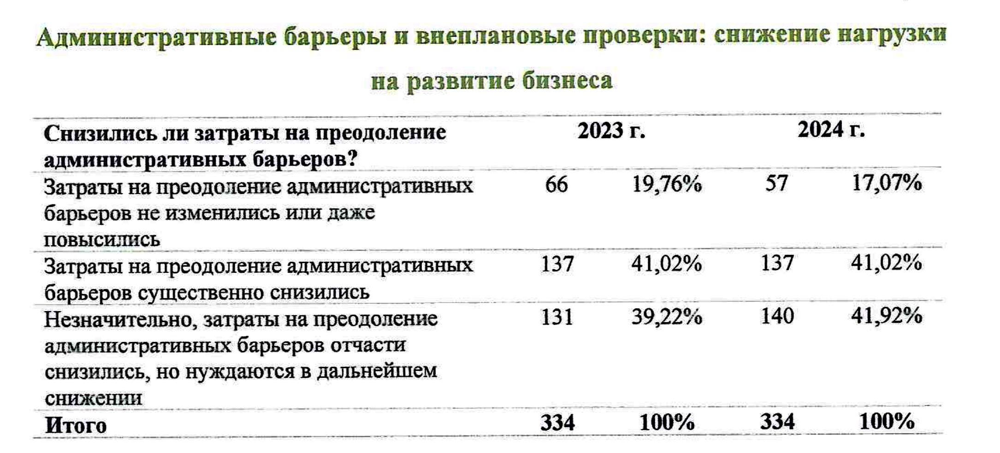 Административные барьеры и внеплановые проверки: снижение нагрузки
на развитие бизнеса
Снизились ли затраты на преодоление 2023 г. 2024 г.
административных барьеров?
Затраты на преодоление административных 66 19,76% 57 17,07%
барьеров не изменились или даже
повысились
Затраты на преодоление административных 137 41,02% 137 41,02%
барьеров существенно снизились
Незначительно, затраты на преодоление 131 39,22% 140 41,92%
административных барьеров отчасти
снизились, но нуждаются в дальнейшем
снижении
Итого 334 100% 334 100%